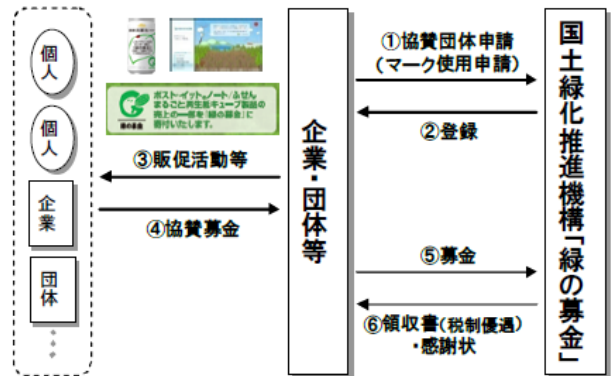 個人
個人
企業
団体
ポスト・イット®ノート/ふせん
まるごと再生紙キューブ製品の
売上の一部を「緑の募金」に
寄付いたします。
緑の募金
③販促活動等
④協賛募金
企業・団体等
①協賛団体申請
（マーク使用申請）
②登録
⑤募金
⑥領収書（税制優遇）
・感謝状
国土緑化推進機構「緑の募金」